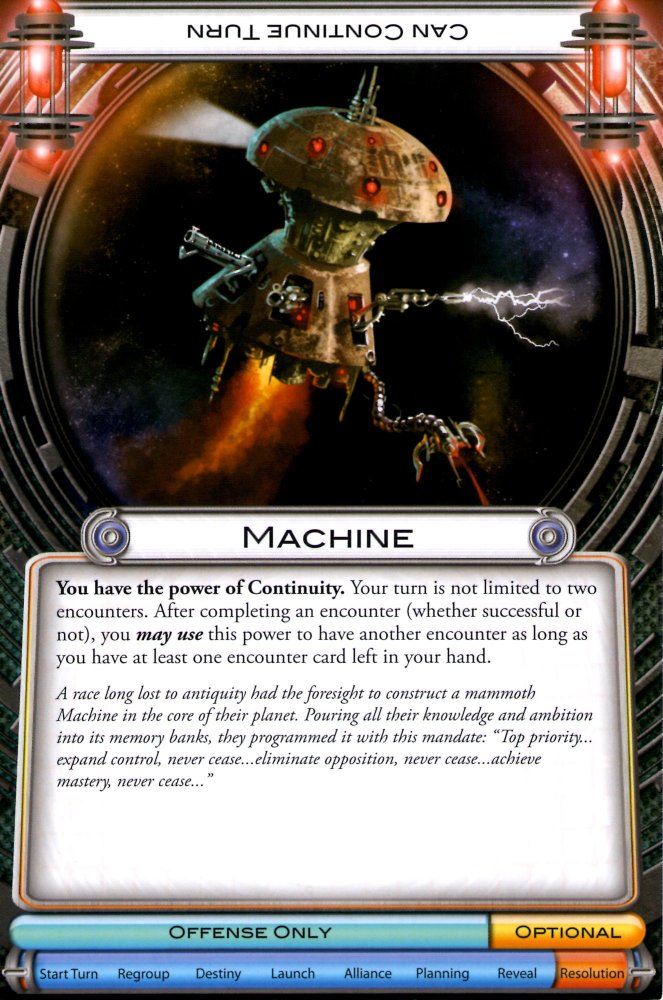 Can Continue Turn
Machine
You have the power of Continuity. Your turn is not limited to two
encounters. After completing an encounter (whether successful or
not), you may use this power to have another encounter as long as
you have at least one encounter card left in your hand.
A race long lost to antiquity had the foresight to construct a mammoth
Machine in the core of their planet. Pouring all their knowledge and ambition
into its memory banks, they programmed it with this mandate: “Top priority...
expand control, never cease...eliminate opposition, never cease...achieve
mastery, never cease...”
Offense Only Optional
Start Turn Regroup Destiny Launch Alliance Planning Reveal Resolution